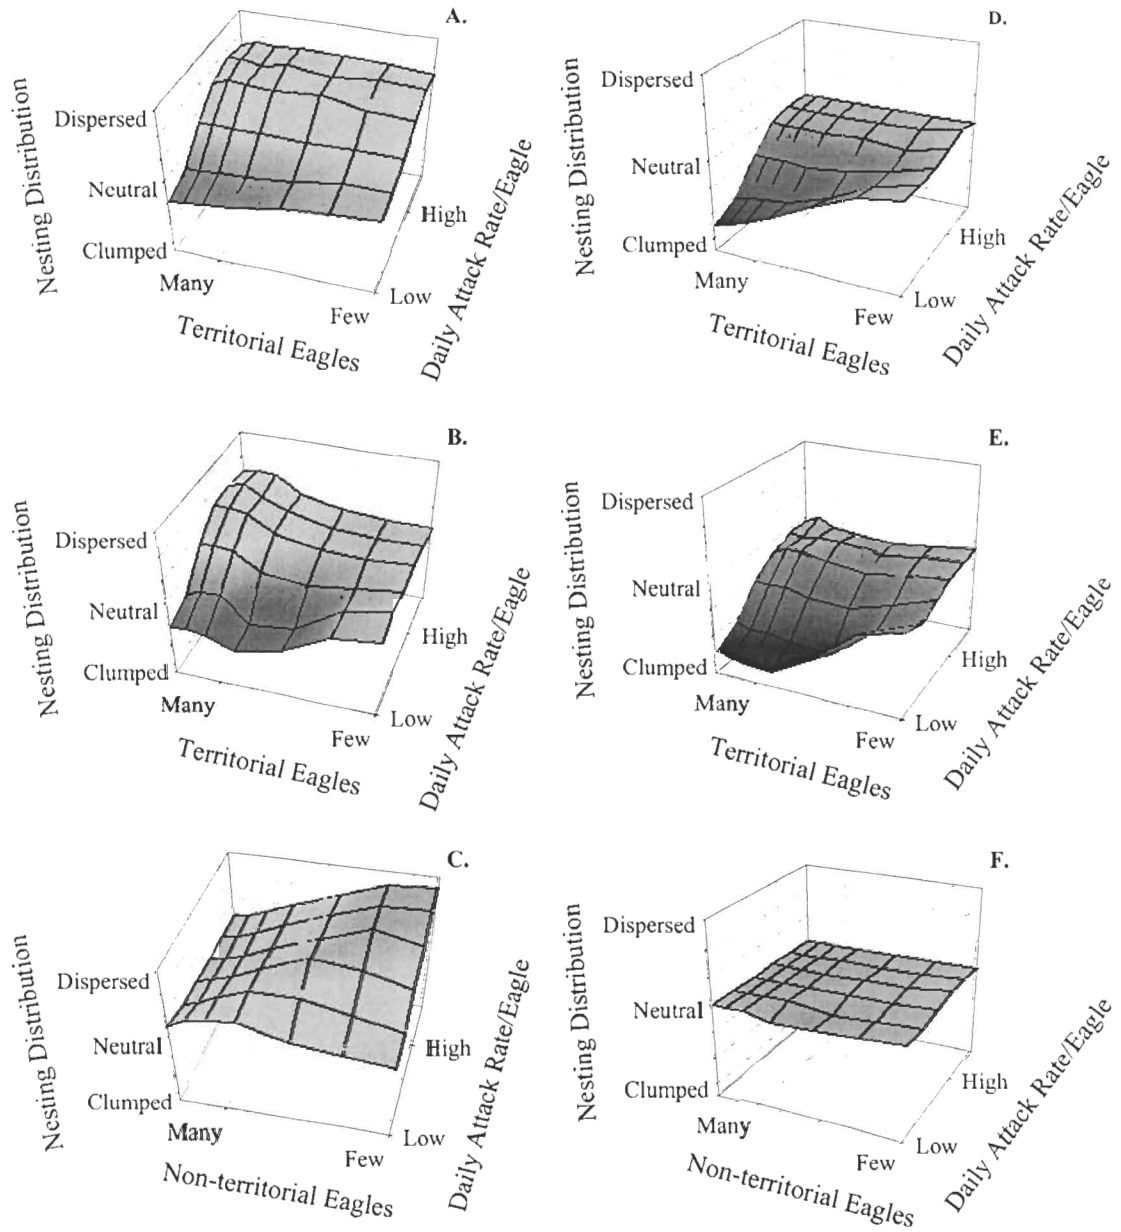 A.
Nesting Distribution
Dispersed
Neutral
Clumped
Many
Few
Territorial Eagles
Low
High
Daily Attack Rate/Eagle
D.
Nesting Distribution
Dispersed
Neutral
Clumped
Many
Few
Territorial Eagles
Low
High
Daily Attack Rate/Eagle
B.
Nesting Distribution
Dispersed
Neutral
Clumped
Many
Few
Territorial Eagles
Low
High
Daily Attack Rate/Eagle
E.
Nesting Distribution
Dispersed
Neutral
Clumped
Many
Few
Territorial Eagles
Low
High
Daily Attack Rate/Eagle
C.
Nesting Distribution
Dispersed
Neutral
Clumped
Many
Few
Non-territorial Eagles
Low
High
Daily Attack Rate/Eagle
F.
Nesting Distribution
Dispersed
Neutral
Clumped
Many
Few
Non-territorial Eagles
Low
High
Daily Attack Rate/Eagle